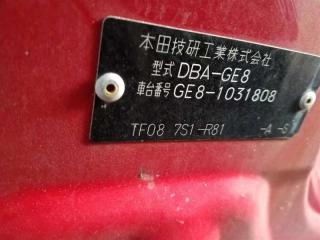 本田技研工業株式会社
型式 DBA-GE8
車台番号 GE8-1031808
TF08 7S1-R81 -A -S